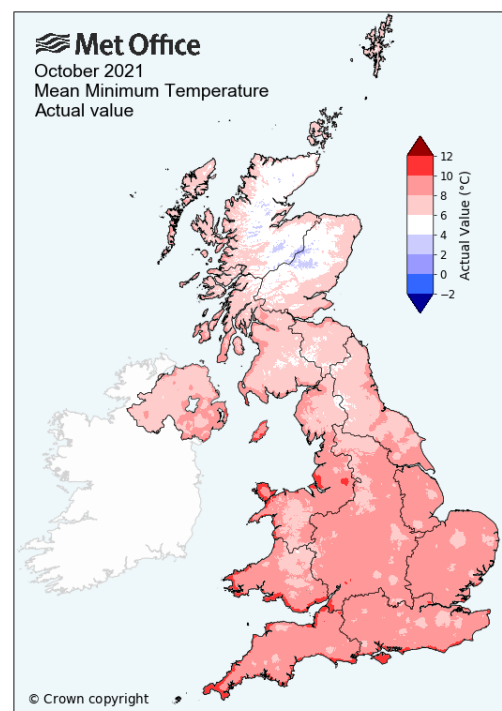 Met Office
October 2021
Mean Minimum Temperature
Actual value
12
10
8
6
4
2
0
−2
Actual Value (°C)
© Crown copyright